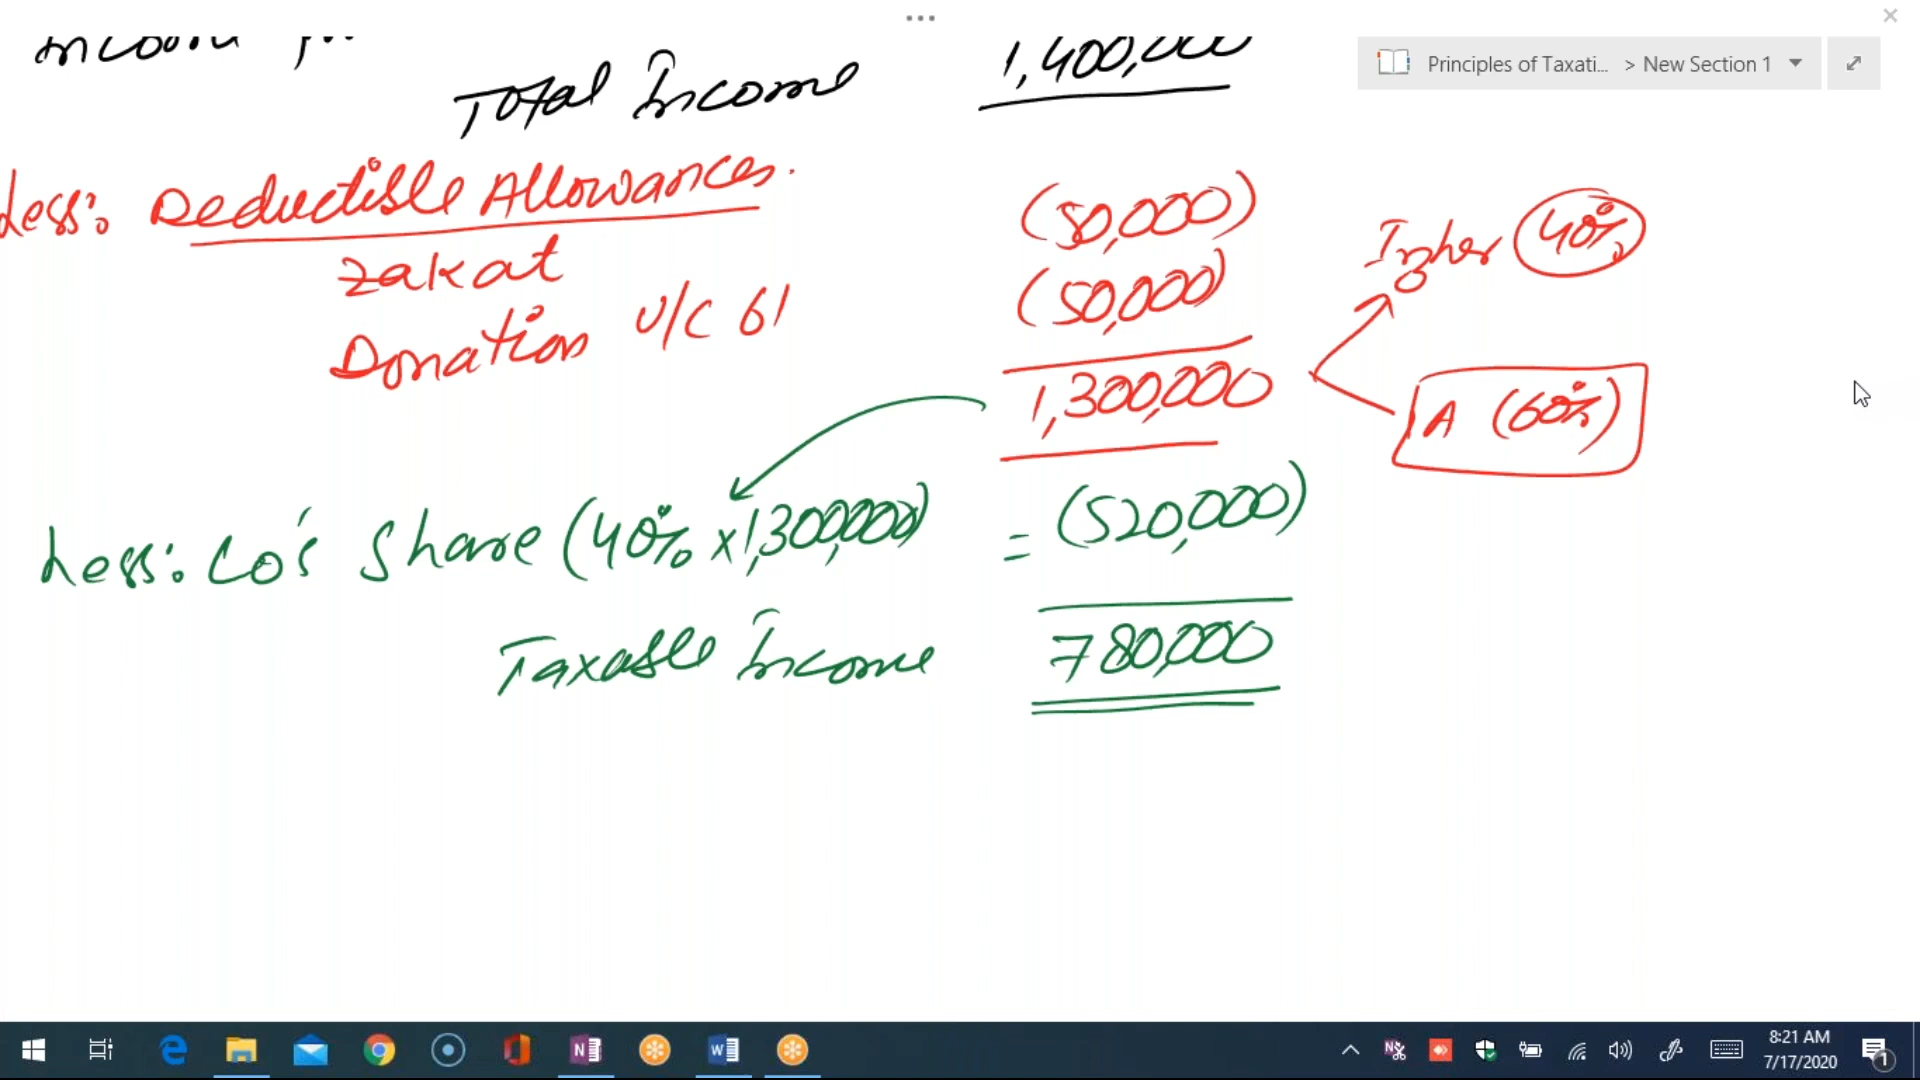 Principles of Taxati... > New Section 1
Total Income 1,400,000
Less: Deductible Allowances.
Zakat (50,000)
Donation U/C 61 (50,000)
1,300,000
40%
A (60%)
Less: Co's Share (40% x 1,300,000) = (520,000)
Taxable Income 780,000
8:21 AM
7/17/2020
1